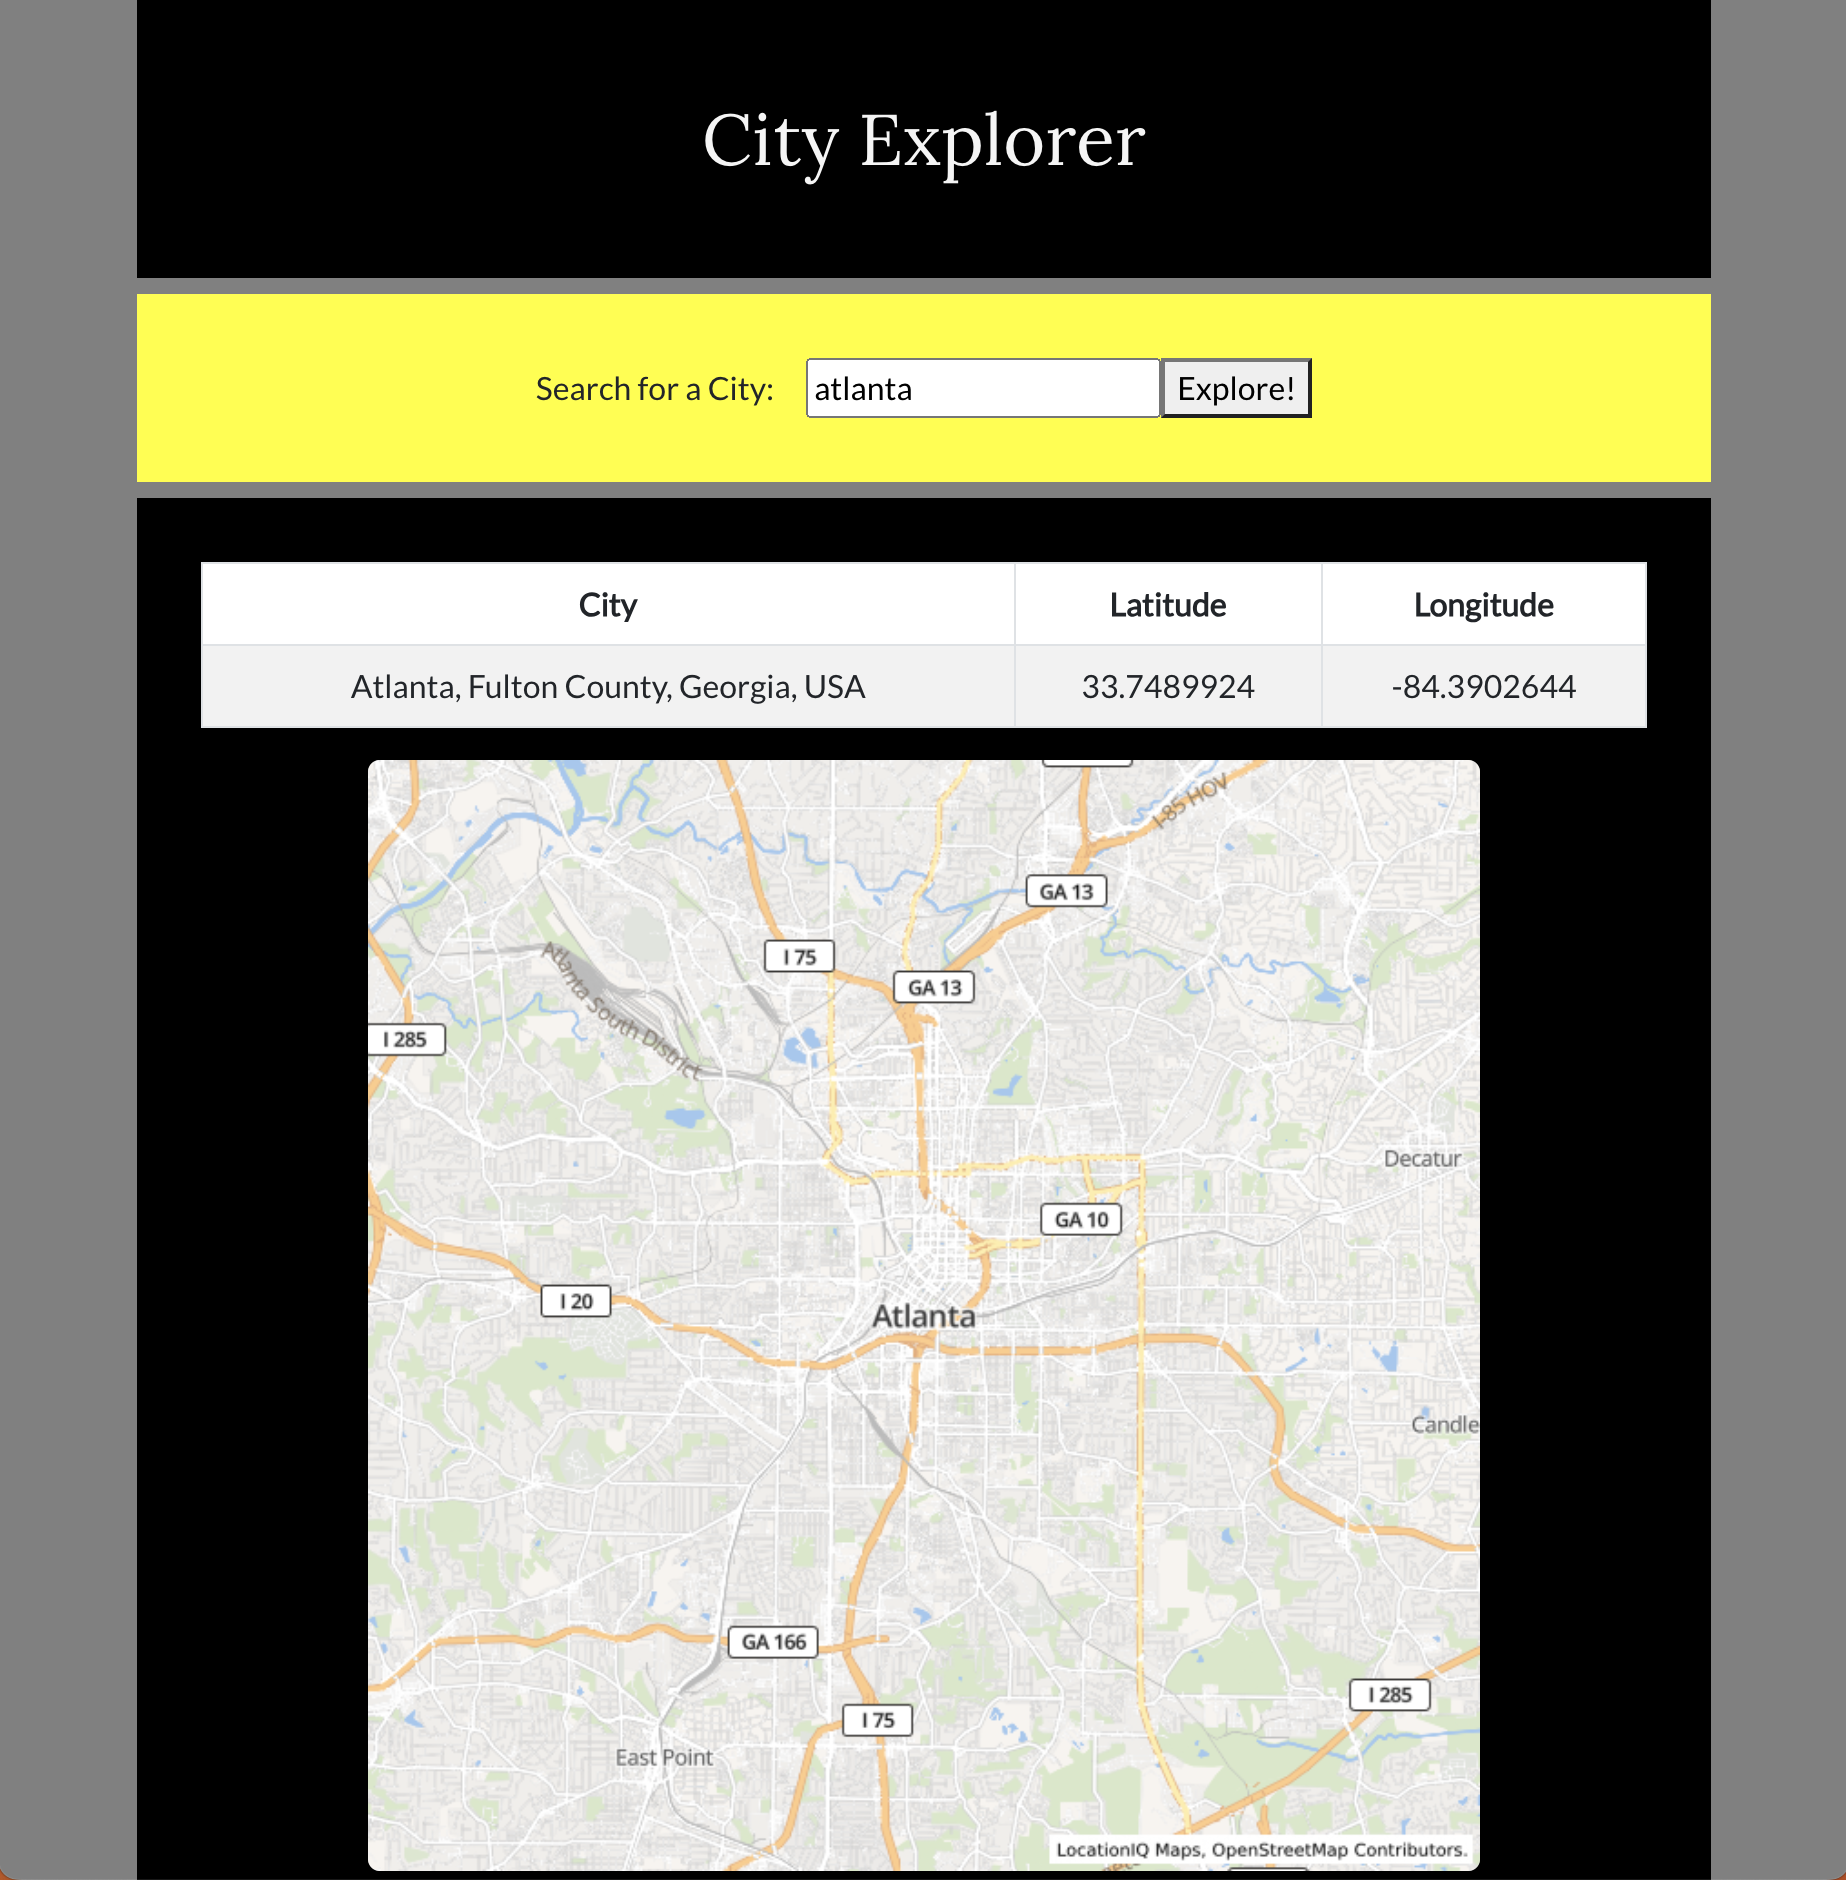 City Explorer
Search for a City: atlanta Explore!
City Latitude Longitude
Atlanta, Fulton County, Georgia, USA 33.7489924 -84.3902644
I-85 HOV
GA 13
I 75
GA 13
Atlanta South District
I 285
Decatur
GA 10
I 20
Atlanta
Candle
GA 166
I 285
I 75
East Point
LocationIQ Maps, OpenStreetMap Contributors.